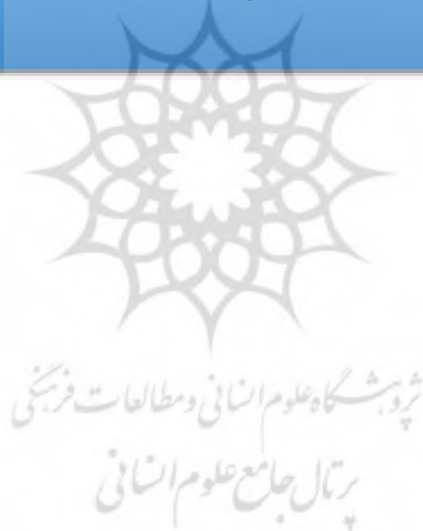 پژوهشگاه علوم انسانی و مطالعات فرهنگی
پرتال جامع علوم انسانی